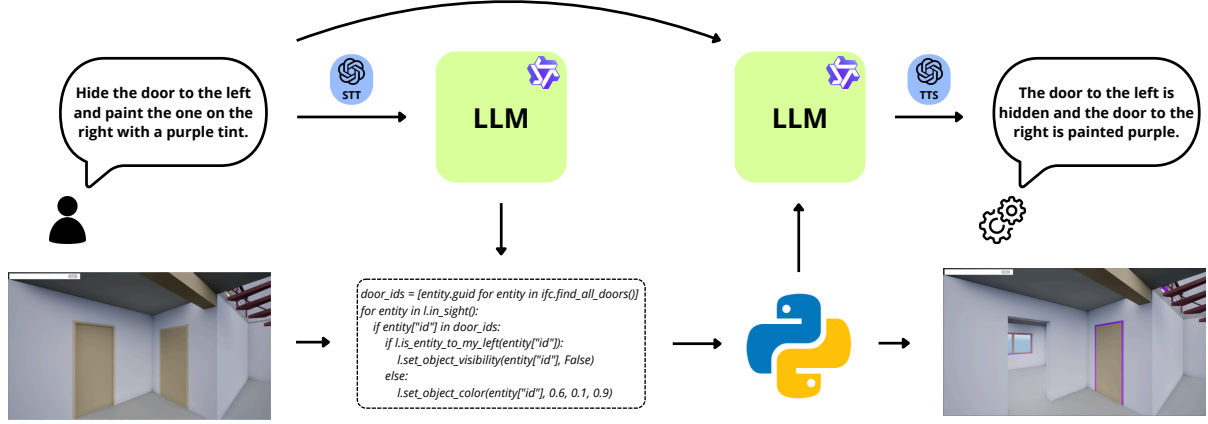 Hide the door to the left
and paint the one on the
right with a purple tint.
STT
LLM
LLM
TTS
The door to the left is
hidden and the door to the
right is painted purple.
door_ids = [entity.guid for entity in ifc.find_all_doors()]
for entity in l.in_sight():
if entity["id"] in door_ids:
if l.is_entity_to_my_left(entity["id"]):
l.set_object_visibility(entity["id"], False)
else:
l.set_object_color(entity["id"], 0.6, 0.1, 0.9)